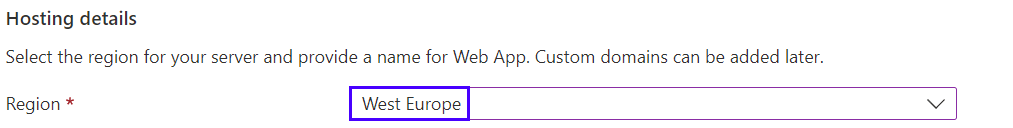 Hosting details
Select the region for your server and provide a name for Web App. Custom domains can be added later.
Region * West Europe